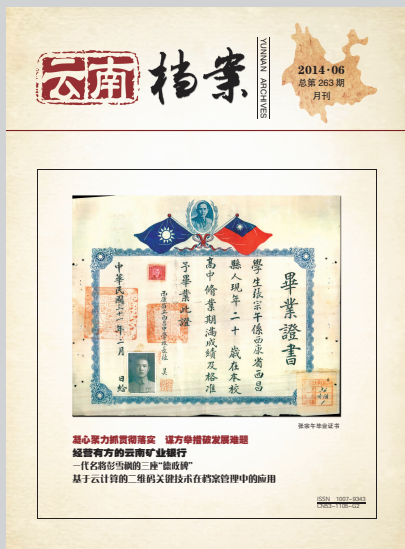 云南档案
YUNNAN ARCHIVES
2014·06
总第 263 期
月刊
畢業證書
學生張宗午係西康省西昌
縣人現年二十歲在本校
高中修業期滿成績及格准
予畢業此證
中華民國三十一年二月 日給
张宗午毕业证书
凝心聚力抓贯彻落实 谋方举措破发展难题
经营有方的云南矿业银行
一代名将彭雪枫的三座“德政碑”
基于云计算的二维码关键技术在档案管理中的应用
ISSN 1007-9343
CN53-1105-G2